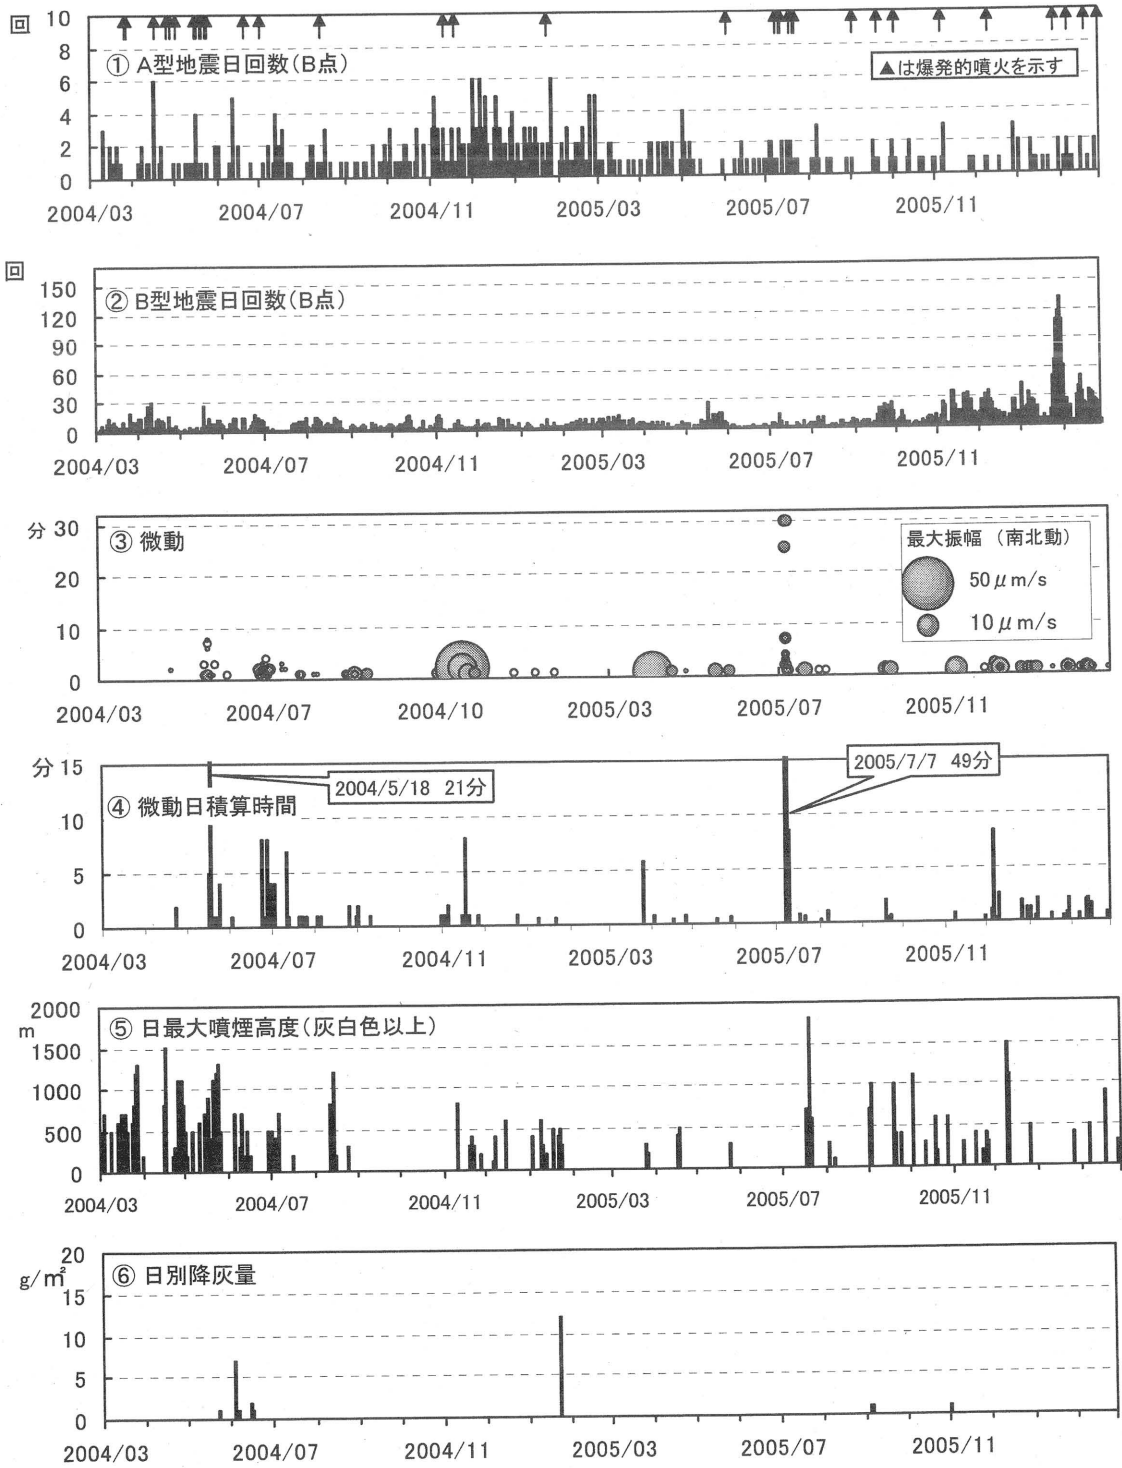 回
10
8
6
4
2
0
① A型地震日回数(B点)
▲は爆発的噴火を示す
2004/03 2004/07 2004/11 2005/03 2005/07 2005/11
回
150
120
90
60
30
0
② B型地震日回数(B点)
2004/03 2004/07 2004/11 2005/03 2005/07 2005/11
分
30
20
10
0
③ 微動
最大振幅 (南北動)
50μm/s
10μm/s
2004/03 2004/07 2004/10 2005/03 2005/07 2005/11
分
15
10
5
0
④ 微動日積算時間
2004/5/18 21分
2005/7/7 49分
2004/03 2004/07 2004/11 2005/03 2005/07 2005/11
2000
m
1500
1000
500
0
⑤ 日最大噴煙高度(灰白色以上)
2004/03 2004/07 2004/11 2005/03 2005/07 2005/11
20
g/㎡
15
10
5
0
⑥ 日別降灰量
2004/03 2004/07 2004/11 2005/03 2005/07 2005/11